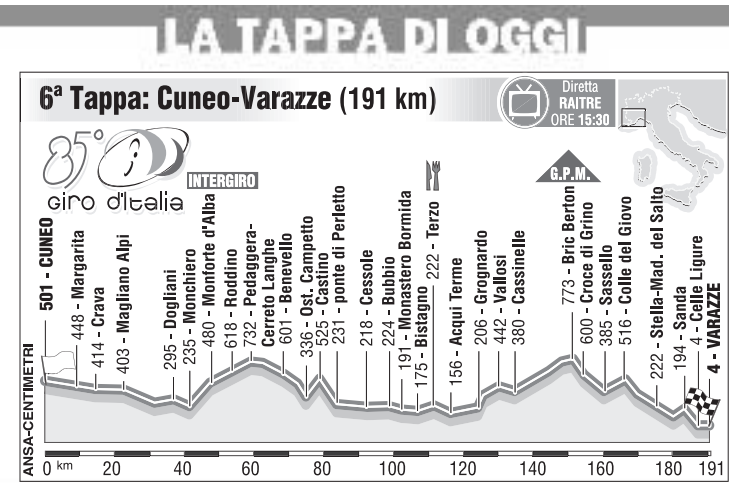 LA TAPPA DI OGGI
6ª Tappa: Cuneo-Varazze (191 km)
Diretta
RAITRE
ORE 15:30
85°
Giro d'Italia
INTERGIRO
G.P.M.
501 - CUNEO
448 - Margarita
414 - Crava
403 - Magliano Alpi
295 - Dogliani
235 - Monchiero
480 - Monforte d'Alba
618 - Roddino
732 - Pedaggera-
Cerreto Langhe
601 - Benevello
336 - Ost. Campetto
525 - Castino
231 - ponte di Perletto
218 - Cessole
224 - Bubbio
191 - Monastero Bormida
175 - Bistagno
222 - Terzo
156 - Acqui Terme
206 - Grognardo
442 - Vallosi
380 - Cassinelle
773 - Bric Berton
600 - Croce di Grino
385 - Sassello
516 - Colle del Giovo
222 - Stella-Mad. del Salto
194 - Sanda
4 - Celle Ligure
4 - VARAZZE
ANSA-CENTIMETRI
0 km 20 40 60 80 100 120 140 160 180 191